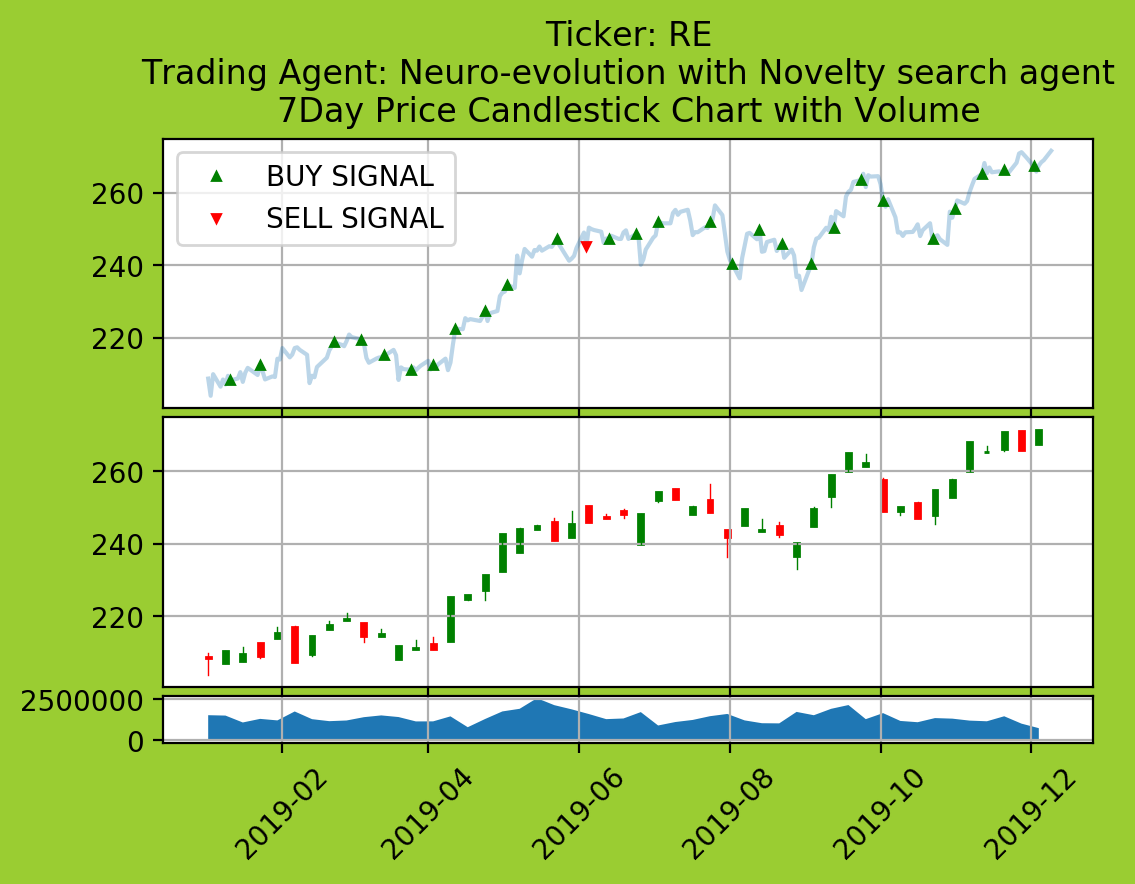 Ticker: RE
Trading Agent: Neuro-evolution with Novelty search agent
7Day Price Candlestick Chart with Volume
BUY SIGNAL
SELL SIGNAL
260
240
220
260
240
220
2500000
0
2019-02
2019-04
2019-06
2019-08
2019-10
2019-12